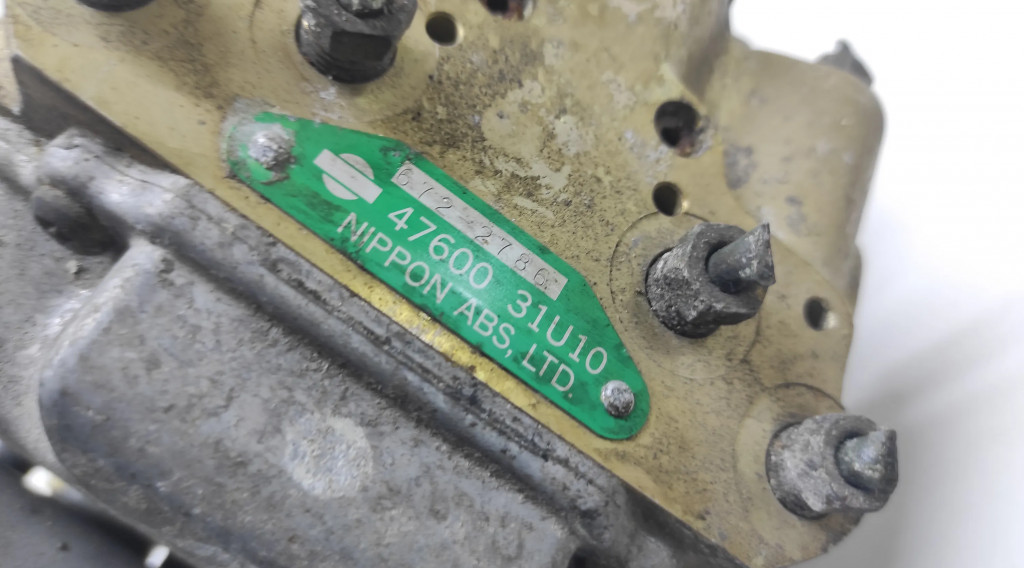 672-2786
47600 31U10
NIPPON ABS, LTD.